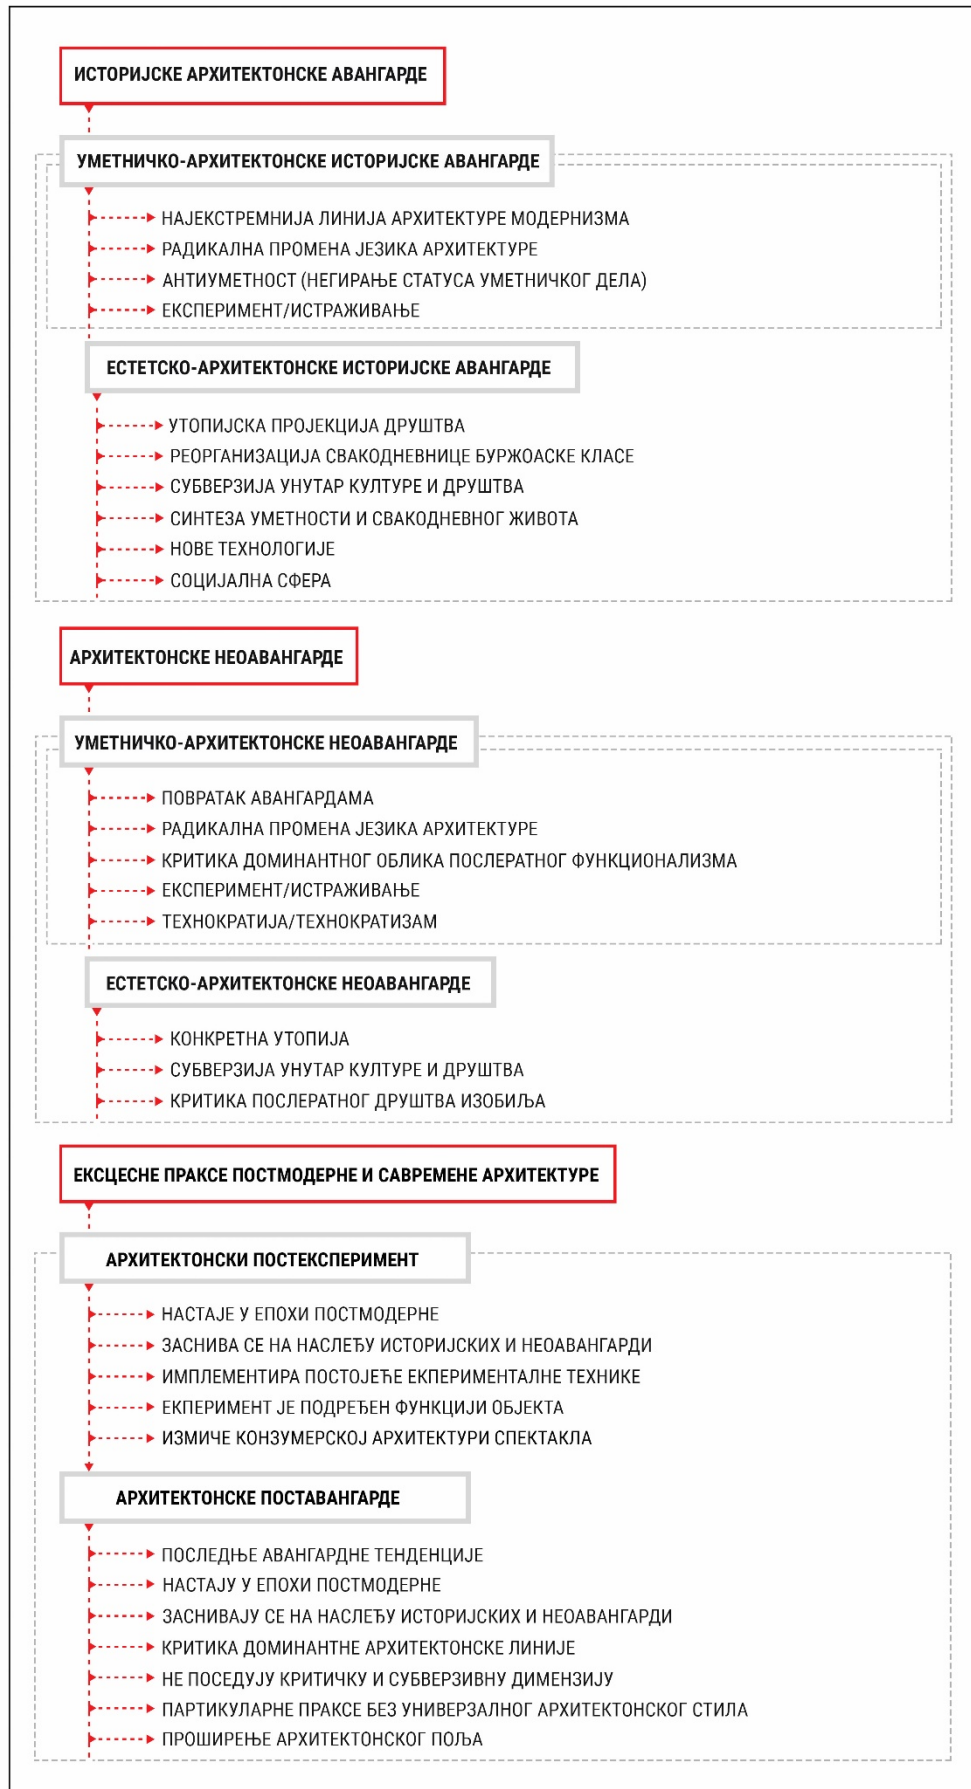 ИСТОРИЈСКЕ АРХИТЕКТОНСКЕ АВАНГАРДЕ
УМЕТНИЧКО-АРХИТЕКТОНСКЕ ИСТОРИЈСКЕ АВАНГАРДЕ
НАЈЕКСТРЕМНИЈА ЛИНИЈА АРХИТЕКТУРЕ МОДЕРНИЗМА
РАДИКАЛНА ПРОМЕНА ЈЕЗИКА АРХИТЕКТУРЕ
АНТИУМЕТНОСТ (НЕГИРАЊЕ СТАТУСА УМЕТНИЧКОГ ДЕЛА)
ЕКСПЕРИМЕНТ/ИСТРАЖИВАЊЕ
ЕСТЕТСКО-АРХИТЕКТОНСКЕ ИСТОРИЈСКЕ АВАНГАРДЕ
УТОПИЈСКА ПРОЈЕКЦИЈА ДРУШТВА
РЕОРГАНИЗАЦИЈА СВАКОДНЕВНИЦЕ БУРЖОАСКЕ КЛАСЕ
СУБВЕРЗИЈА УНУТАР КУЛТУРЕ И ДРУШТВА
СИНТЕЗА УМЕТНОСТИ И СВАКОДНЕВНОГ ЖИВОТА
НОВЕ ТЕХНОЛОГИЈЕ
СОЦИЈАЛНА СФЕРА
АРХИТЕКТОНСКЕ НЕОАВАНГАРДЕ
УМЕТНИЧКО-АРХИТЕКТОНСКЕ НЕОАВАНГАРДЕ
ПОВРАТАК АВАНГАРДАМА
РАДИКАЛНА ПРОМЕНА ЈЕЗИКА АРХИТЕКТУРЕ
КРИТИКА ДОМИНАНТНОГ ОБЛИКА ПОСЛЕРАТНОГ ФУНКЦИОНАЛИЗМА
ЕКСПЕРИМЕНТ/ИСТРАЖИВАЊЕ
ТЕХНОКРАТИЈА/ТЕХНОКРАТИЗАМ
ЕСТЕТСКО-АРХИТЕКТОНСКЕ НЕОАВАНГАРДЕ
КОНКРЕТНА УТОПИЈА
СУБВЕРЗИЈА УНУТАР КУЛТУРЕ И ДРУШТВА
КРИТИКА ПОСЛЕРАТНОГ ДРУШТВА ИЗОБИЉА
ЕКСЦЕСНЕ ПРАКСЕ ПОСТМОДЕРНЕ И САВРЕМЕНЕ АРХИТЕКТУРЕ
АРХИТЕКТОНСКИ ПОСТЕКСПЕРИМЕНТ
НАСТАЈЕ У ЕПОХИ ПОСТМОДЕРНЕ
ЗАСНИВА СЕ НА НАСЛЕЂУ ИСТОРИЈСКИХ И НЕОАВАНГАРДИ
ИМПЛЕМЕНТИРА ПОСТОЈЕЋЕ ЕКПЕРИМЕНТАЛНЕ ТЕХНИКЕ
ЕКПЕРИМЕНТ ЈЕ ПОДРЕЂЕН ФУНКЦИЈИ ОБЈЕКТА
ИЗМИЧЕ КОНЗУМЕРСКОЈ АРХИТЕКТУРИ СПЕКТАКЛА
АРХИТЕКТОНСКЕ ПОСТАВАНГАРДЕ
ПОСЛЕДЊЕ АВАНГАРДНЕ ТЕНДЕНЦИЈЕ
НАСТАЈУ У ЕПОХИ ПОСТМОДЕРНЕ
ЗАСНИВАЈУ СЕ НА НАСЛЕЂУ ИСТОРИЈСКИХ И НЕОАВАНГАРДИ
КРИТИКА ДОМИНАНТНЕ АРХИТЕКТОНСКЕ ЛИНИЈЕ
НЕ ПОСЕДУЈУ КРИТИЧКУ И СУБВЕРЗИВНУ ДИМЕНЗИЈУ
ПАРТИКУЛАРНЕ ПРАКСЕ БЕЗ УНИВЕРЗАЛНОГ АРХИТЕКТОНСКОГ СТИЛА
ПРОШИРЕЊЕ АРХИТЕКТОНСКОГ ПОЉА